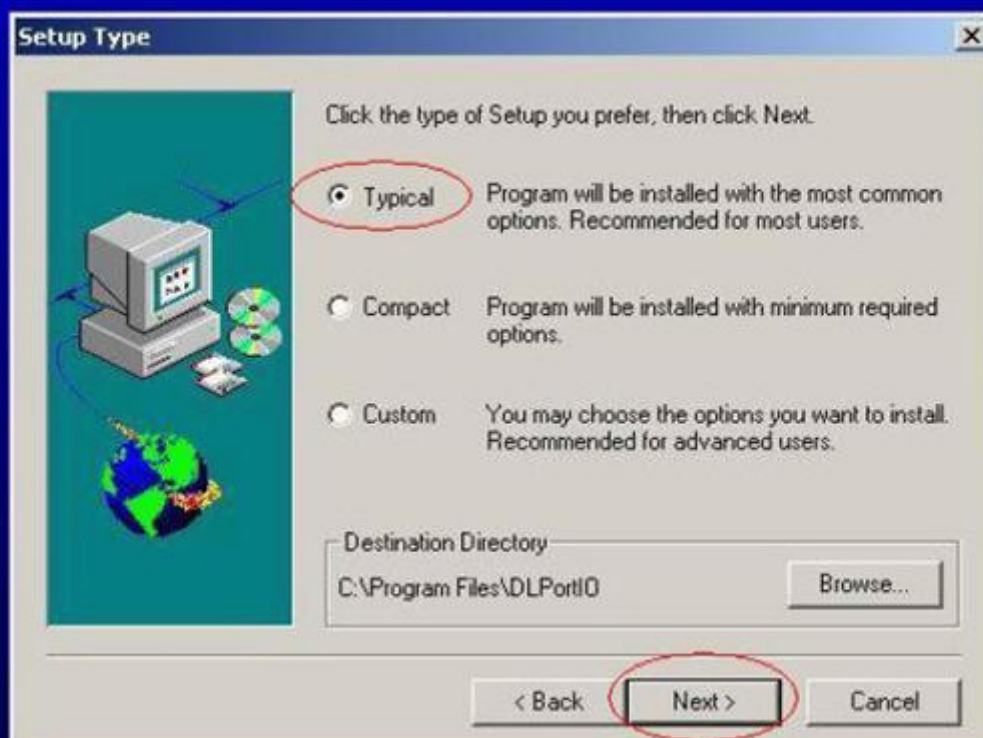 Setup Type
Click the type of Setup you prefer, then click Next.
Typical
Program will be installed with the most common
options. Recommended for most users.
Compact
Program will be installed with minimum required
options.
Custom
You may choose the options you want to install.
Recommended for advanced users.
Destination Directory
C:\Program Files\DLPortIO
Browse...
< Back
Next >
Cancel